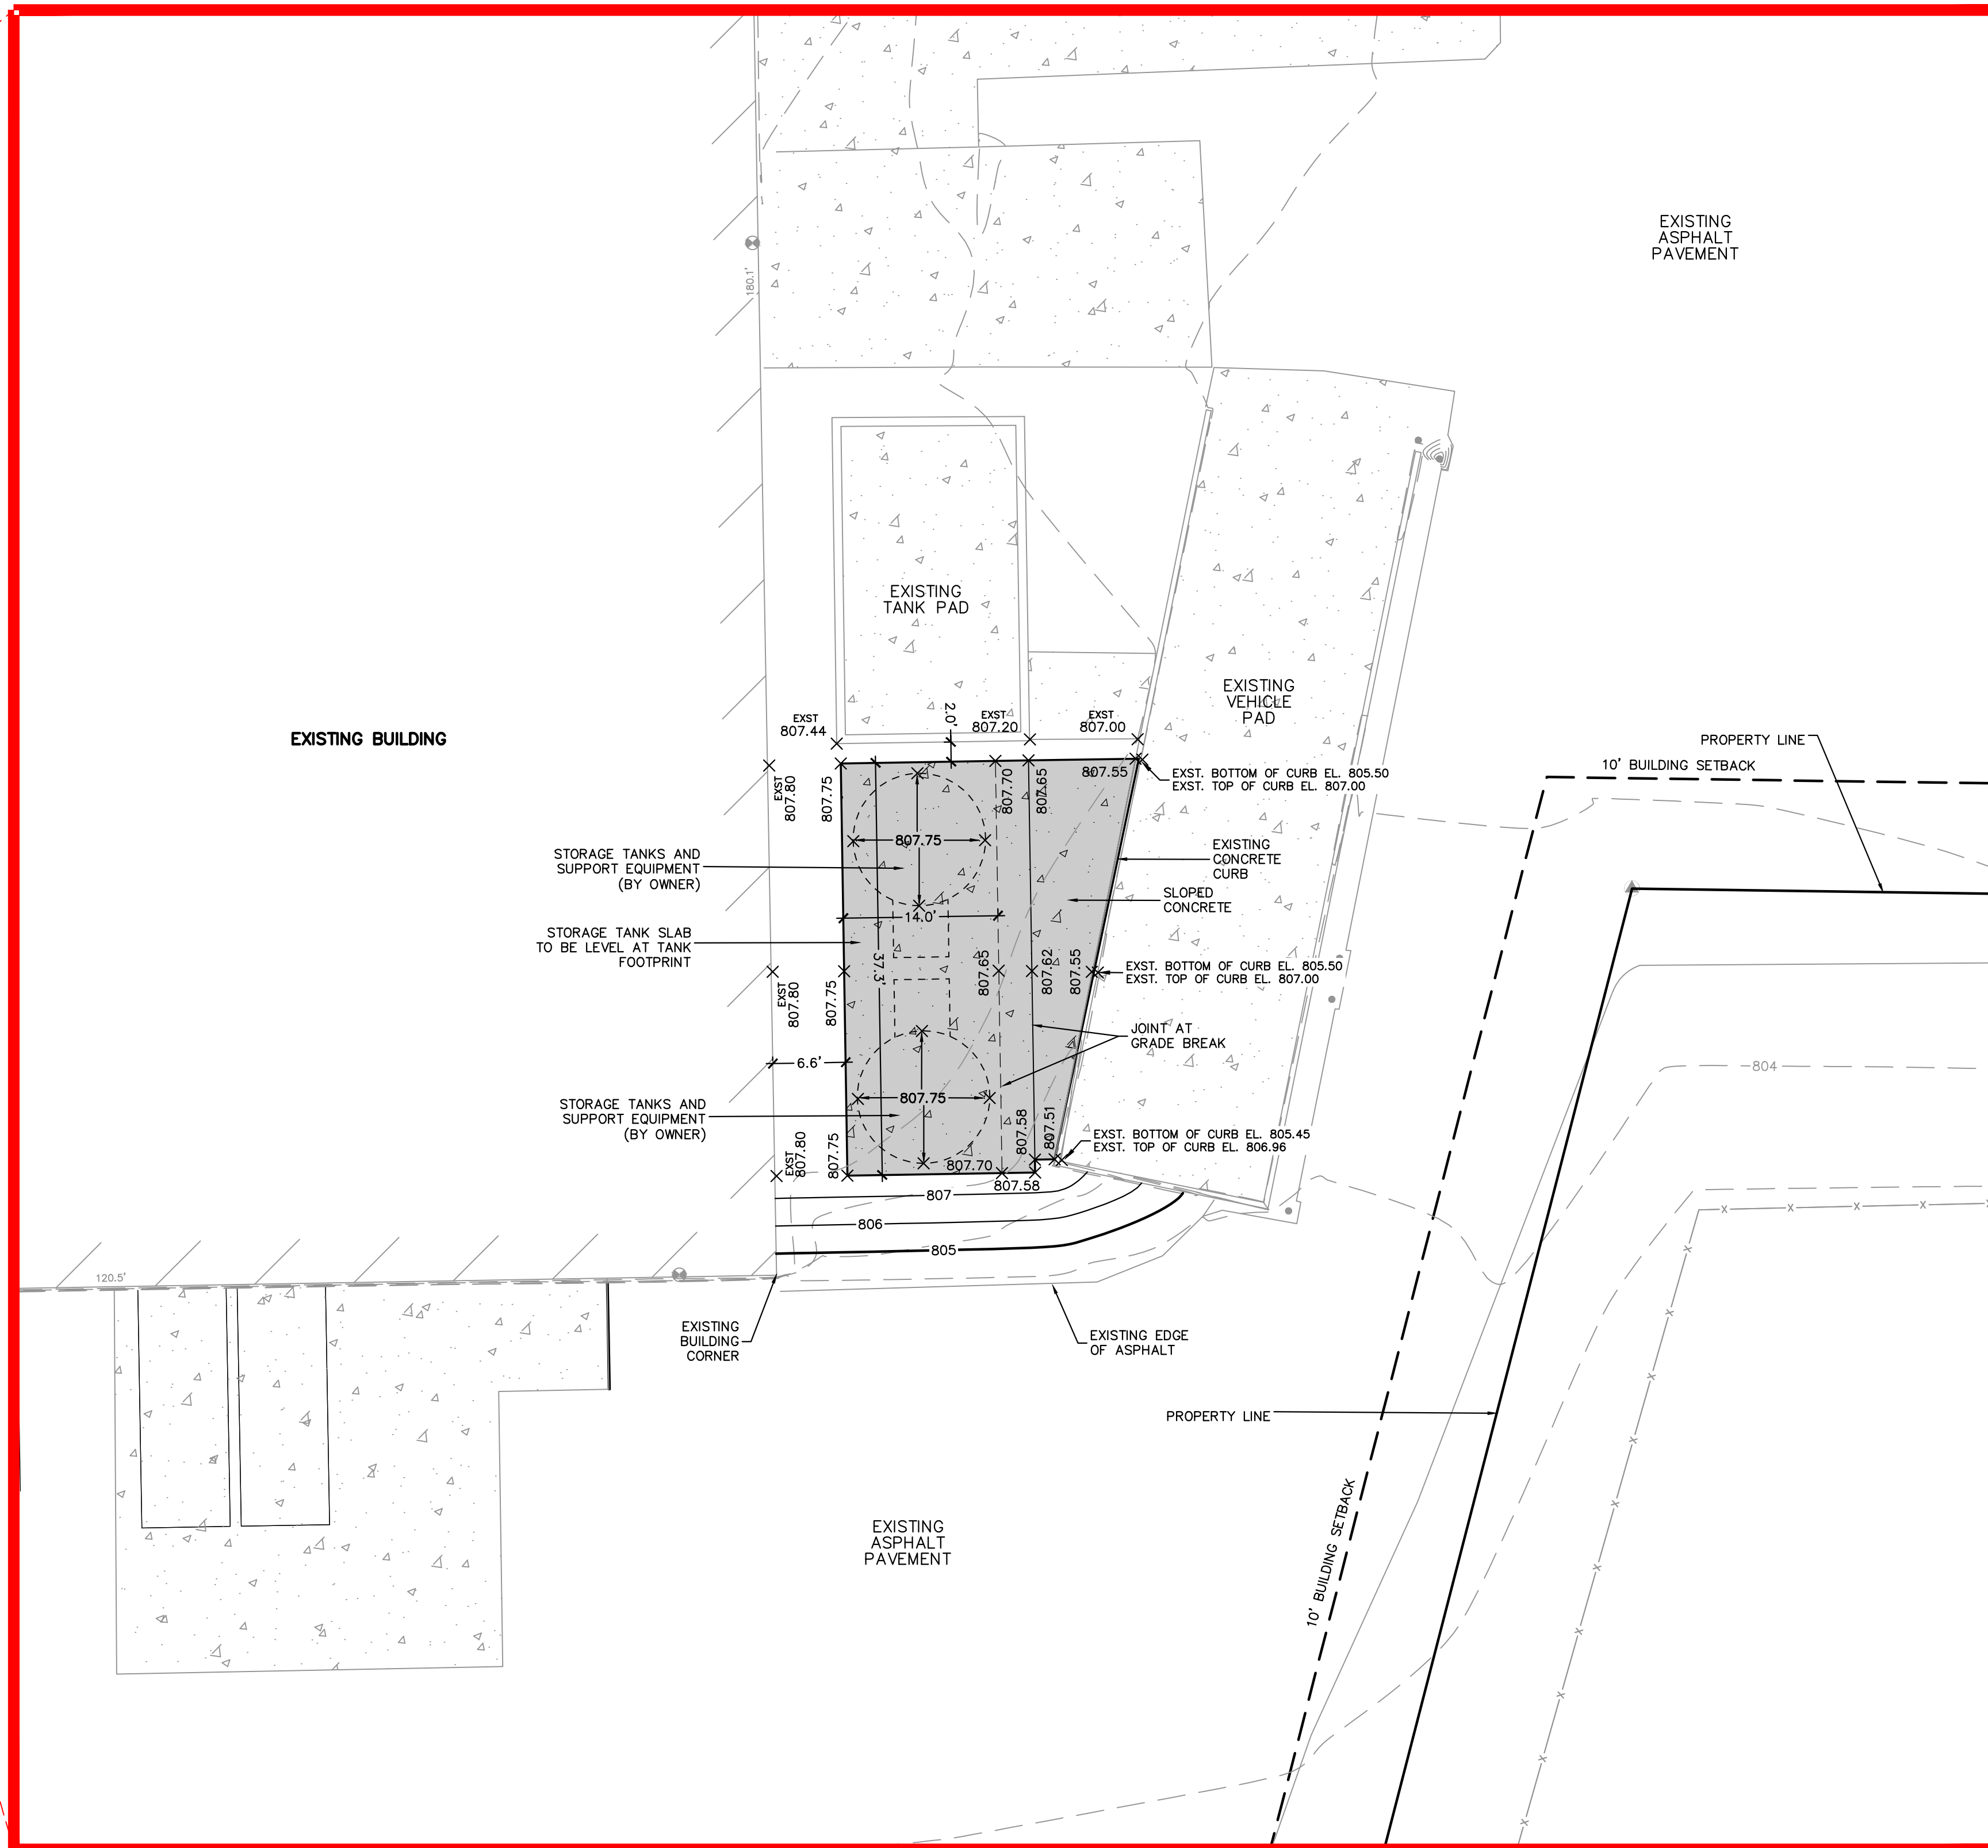 EXISTING
ASPHALT
PAVEMENT
180.1'
EXISTING
TANK PAD
EXISTING
VEHICLE
PAD
EXISTING BUILDING
EXST
807.44
2.0'
EXST
807.20
EXST
807.00
PROPERTY LINE
10' BUILDING SETBACK
EXST
807.80
807.75
807.70
807.65
807.55
EXST. BOTTOM OF CURB EL. 805.50
EXST. TOP OF CURB EL. 807.00
807.75
STORAGE TANKS AND
SUPPORT EQUIPMENT
(BY OWNER)
EXISTING
CONCRETE
CURB
SLOPED
CONCRETE
14.0'
STORAGE TANK SLAB
TO BE LEVEL AT TANK
FOOTPRINT
37.3'
807.65
807.62
807.55
EXST. BOTTOM OF CURB EL. 805.50
EXST. TOP OF CURB EL. 807.00
EXST
807.80
807.75
JOINT AT
GRADE BREAK
6.6'
804
807.75
STORAGE TANKS AND
SUPPORT EQUIPMENT
(BY OWNER)
807.58
807.51
EXST. BOTTOM OF CURB EL. 805.45
EXST. TOP OF CURB EL. 806.96
EXST
807.80
807.75
807.70
807.58
807
806
805
120.5'
EXISTING
BUILDING
CORNER
EXISTING EDGE
OF ASPHALT
PROPERTY LINE
10' BUILDING SETBACK
EXISTING
ASPHALT
PAVEMENT